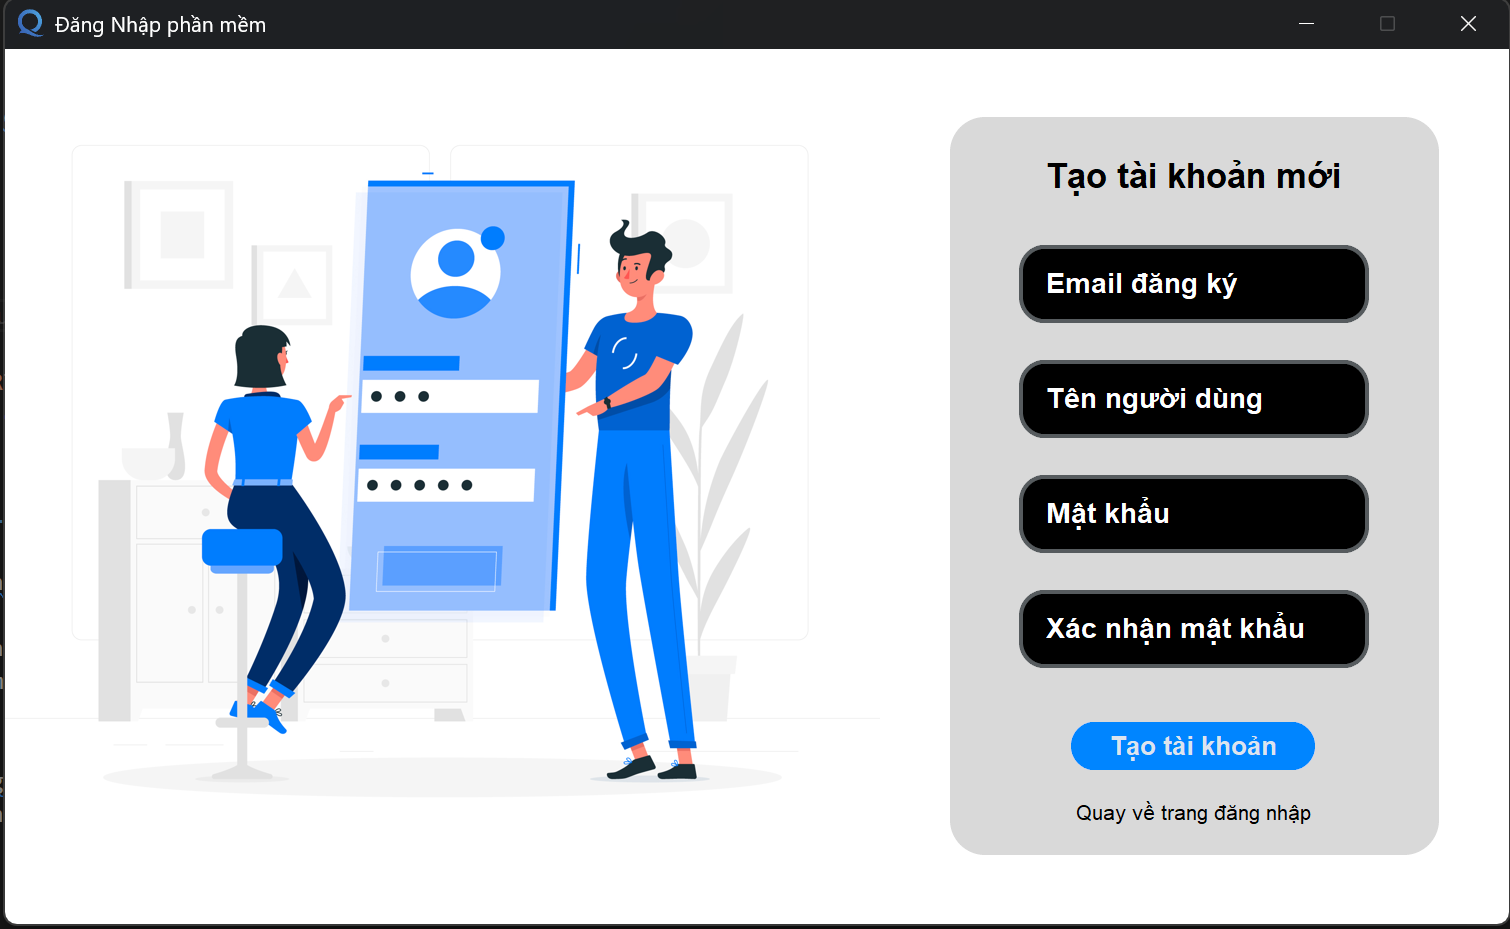 Đăng Nhập phần mềm
Tạo tài khoản mới
Email đăng ký
Tên người dùng
Mật khẩu
Xác nhận mật khẩu
Tạo tài khoản
Quay về trang đăng nhập